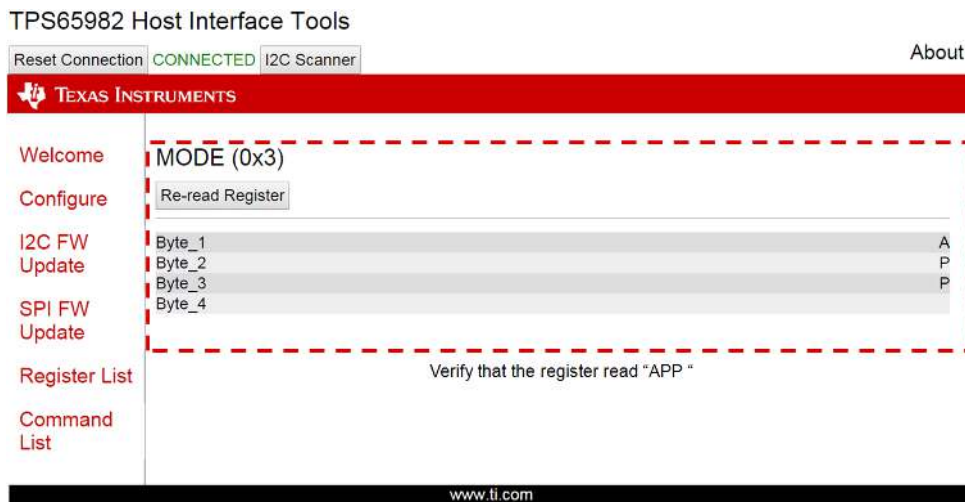 TPS65982 Host Interface Tools
Reset Connection CONNECTED I2C Scanner
About
TEXAS INSTRUMENTS
Welcome
Configure
I2C FW
Update
SPI FW
Update
Register List
Command
List
MODE (0x3)
Re-read Register
Byte_1 A
Byte_2 P
Byte_3 P
Byte_4
Verify that the register read “APP “
www.ti.com